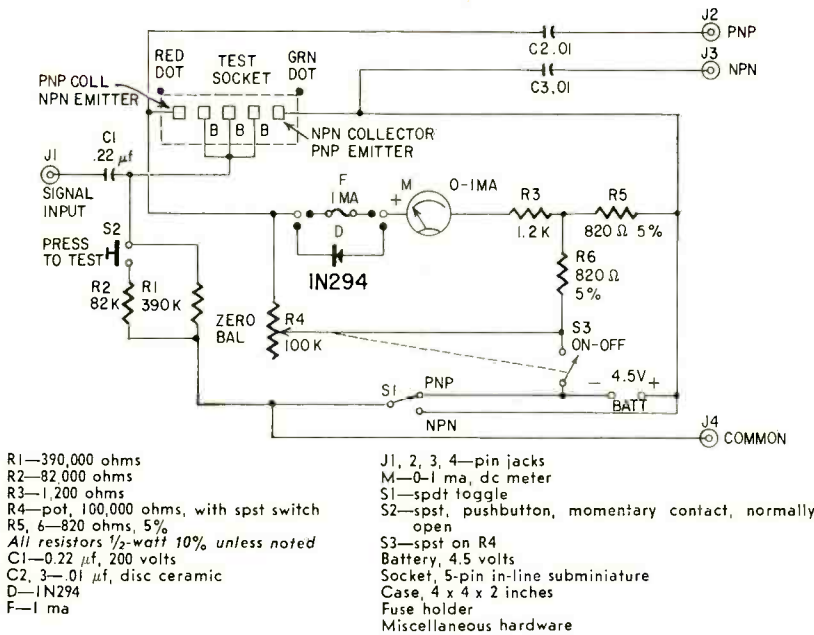 J2
PNP
C2.01
J3
NPN
C3.01
RED
DOT
TEST
SOCKET
GRN
DOT
PNP COLL
NPN EMITTER
B B B
NPN COLLECTOR
PNP EMITTER
C1
.22 µf
J1
SIGNAL
INPUT
F
1MA
M
0-1MA
+
R3
1.2K
R5
820Ω 5%
D
1N294
S2
PRESS
TO TEST
R2
82K
R1
390K
R6
820Ω
5%
ZERO
BAL
R4
100K
S3
ON-OFF
S1
PNP
NPN
– 4.5V +
BATT
J4
COMMON
R1—390,000 ohms
R2—82,000 ohms
R3—1,200 ohms
R4—pot, 100,000 ohms, with spst switch
R5, 6—820 ohms, 5%
All resistors ½-watt 10% unless noted
C1—0.22 µf, 200 volts
C2, 3—.01 µf, disc ceramic
D—1N294
F—1 ma
J1, 2, 3, 4—pin jacks
M—0-1 ma, dc meter
S1—spdt toggle
S2—spst, pushbutton, momentary contact, normally
open
S3—spst on R4
Battery, 4.5 volts
Socket, 5-pin in-line subminiature
Case, 4 x 4 x 2 inches
Fuse holder
Miscellaneous hardware